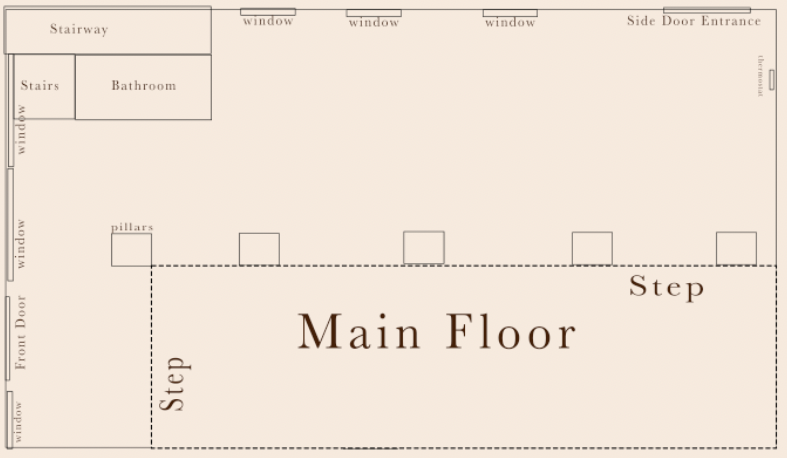 Stairway
window
window
window
Side Door Entrance
Stairs
Bathroom
thermostat
window
window
pillars
Step
Front Door
Main Floor
Step
window